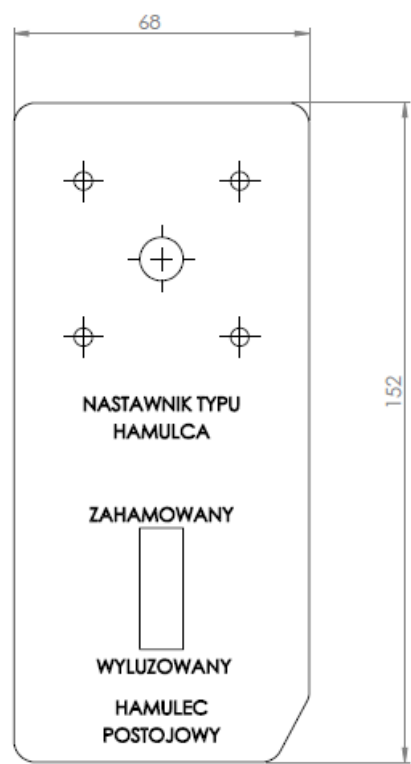 68
152
NASTAWNIK TYPU
HAMULCA
ZAHAMOWANY
WYLUZOWANY
HAMULEC
POSTOJOWY